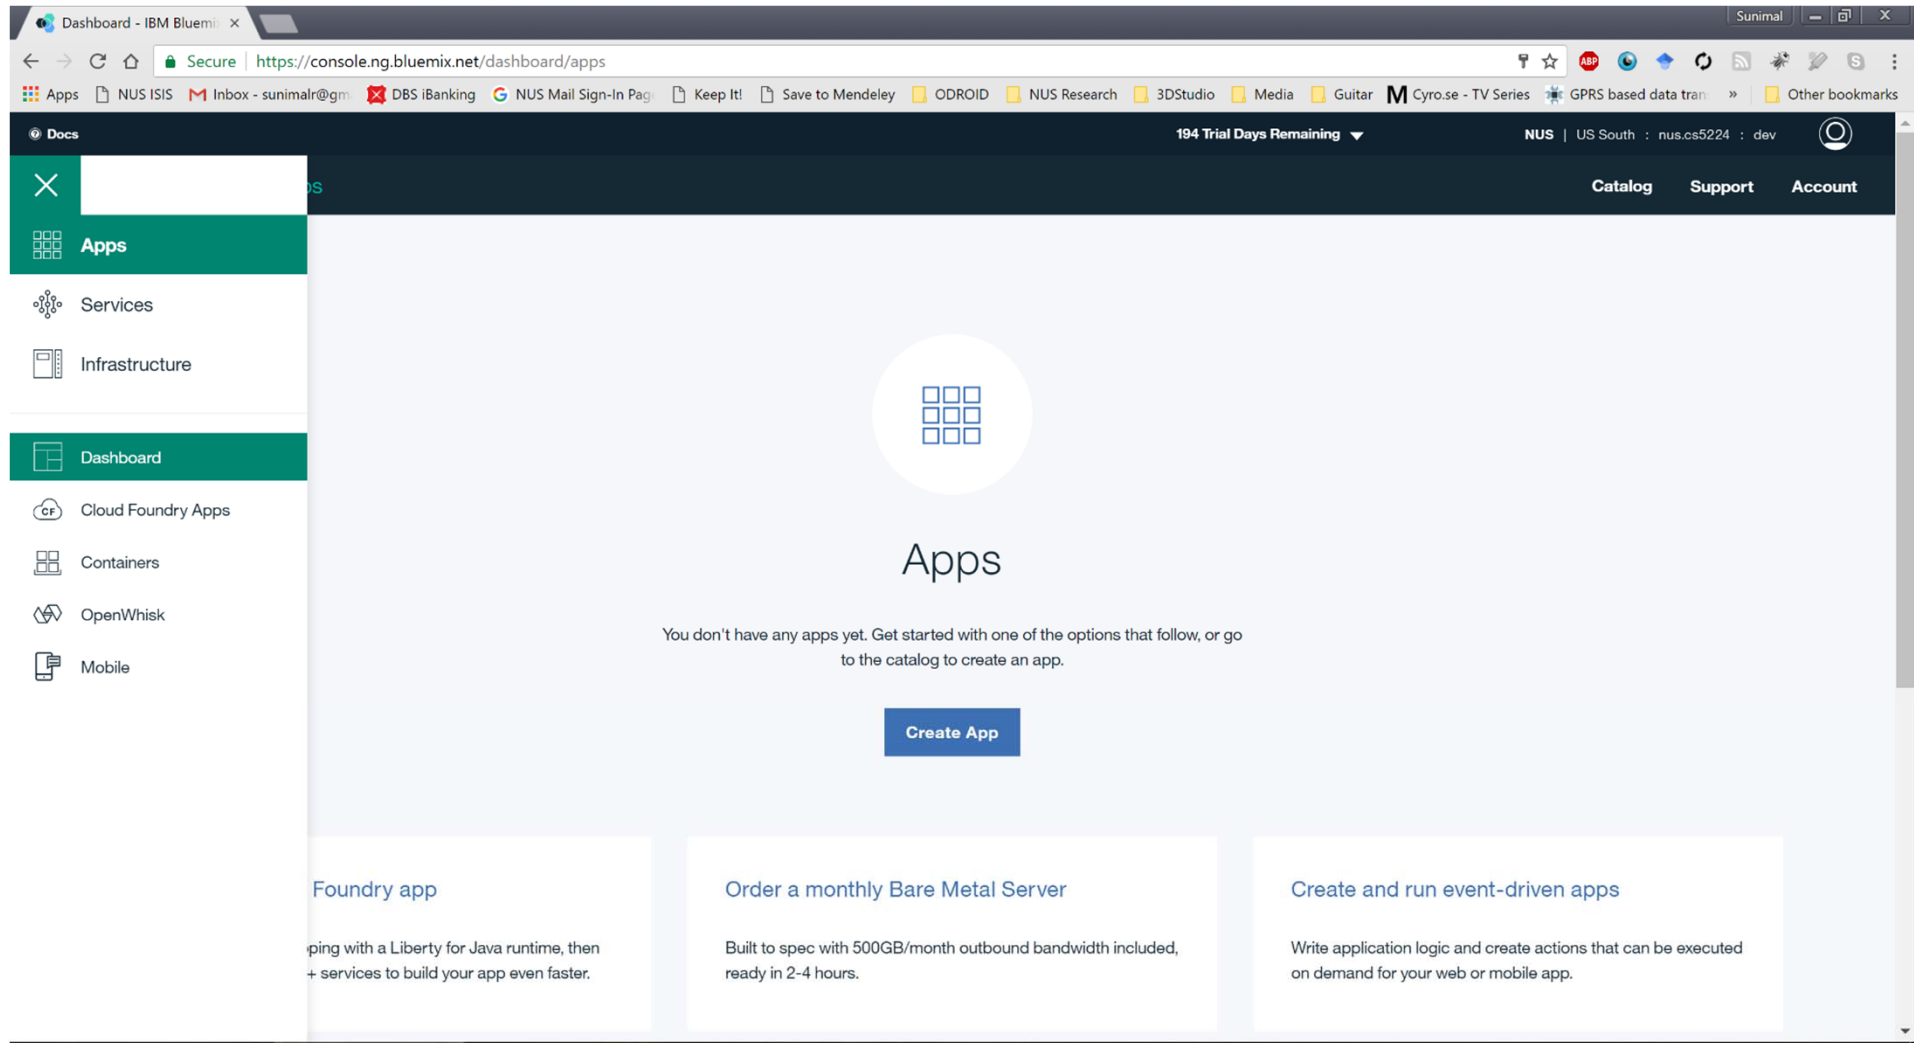 Dashboard - IBM Bluemi
Sunimal
Secure https://console.ng.bluemix.net/dashboard/apps
ABP
Apps NUS ISIS Inbox - sunimalr@gm DBS iBanking NUS Mail Sign-In Pag Keep It! Save to Mendeley ODROID NUS Research 3DStudio Media Guitar Cyro.se - TV Series GPRS based data tran » Other bookmarks
Docs
194 Trial Days Remaining
NUS | US South : nus.cs5224 : dev
ps
Catalog Support Account
Apps
Services
Infrastructure
Dashboard
CF Cloud Foundry Apps
Containers
OpenWhisk
Mobile
Apps
You don't have any apps yet. Get started with one of the options that follow, or go
to the catalog to create an app.
Create App
Foundry app
ping with a Liberty for Java runtime, then
+ services to build your app even faster.
Order a monthly Bare Metal Server
Built to spec with 500GB/month outbound bandwidth included,
ready in 2-4 hours.
Create and run event-driven apps
Write application logic and create actions that can be executed
on demand for your web or mobile app.